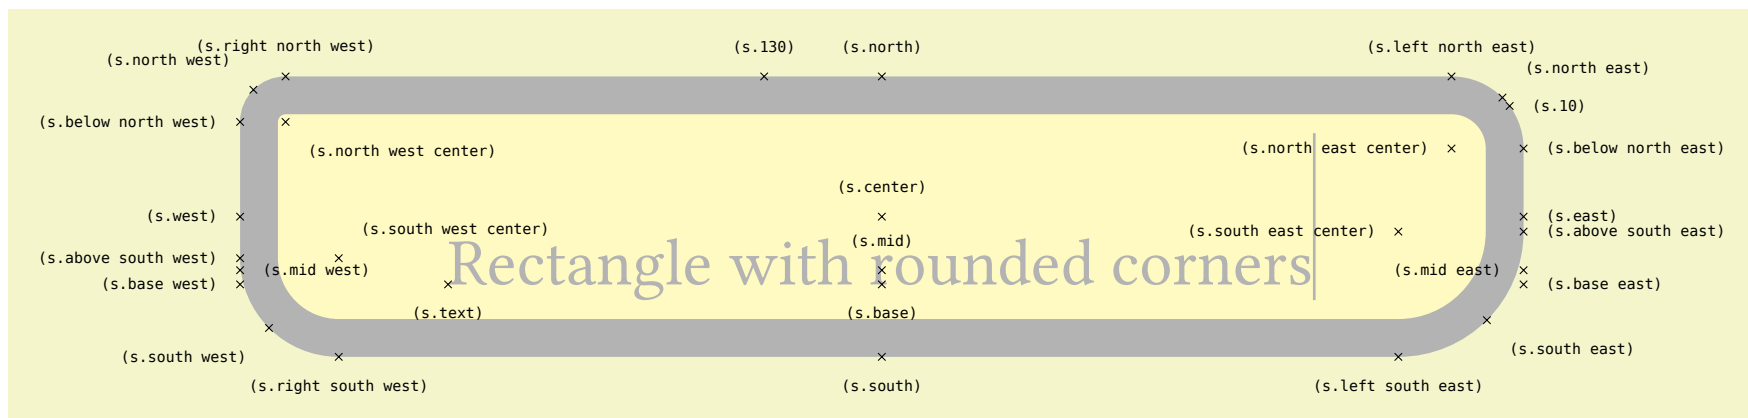 (s.right north west)
(s.130)
(s.north)
(s.left north east)
(s.north west)
(s.north east)
(s.10)
(s.below north west)
(s.north west center)
(s.north east center)
(s.below north east)
(s.center)
(s.west)
(s.east)
(s.south west center)
(s.south east center)
(s.above south east)
(s.mid)
(s.above south west)
Rectangle with rounded corners
(s.mid west)
(s.mid east)
(s.base west)
(s.base east)
(s.text)
(s.base)
(s.south west)
(s.south east)
(s.right south west)
(s.south)
(s.left south east)